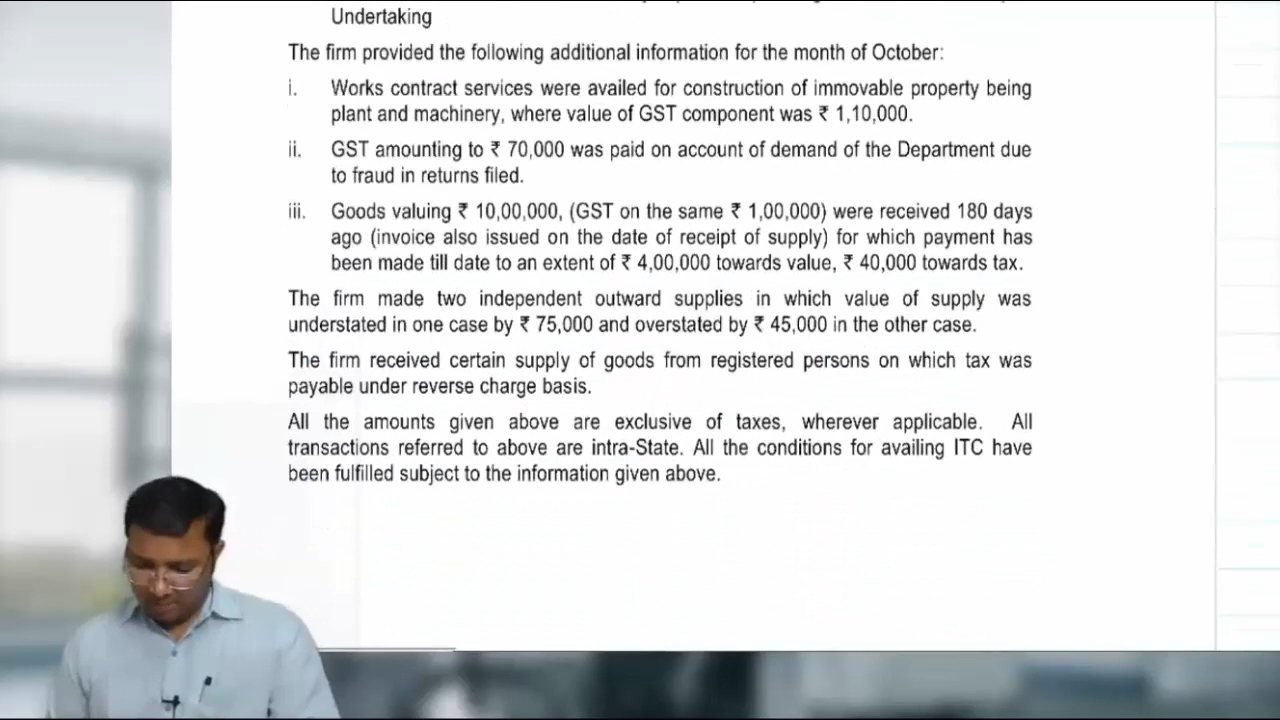 Undertaking
The firm provided the following additional information for the month of October:
i. Works contract services were availed for construction of immovable property being
plant and machinery, where value of GST component was ₹ 1,10,000.
ii. GST amounting to ₹ 70,000 was paid on account of demand of the Department due
to fraud in returns filed.
iii. Goods valuing ₹ 10,00,000, (GST on the same ₹ 1,00,000) were received 180 days
ago (invoice also issued on the date of receipt of supply) for which payment has
been made till date to an extent of ₹ 4,00,000 towards value, ₹ 40,000 towards tax.
The firm made two independent outward supplies in which value of supply was
understated in one case by ₹ 75,000 and overstated by ₹ 45,000 in the other case.
The firm received certain supply of goods from registered persons on which tax was
payable under reverse charge basis.
All the amounts given above are exclusive of taxes, wherever applicable. All
transactions referred to above are intra-State. All the conditions for availing ITC have
been fulfilled subject to the information given above.